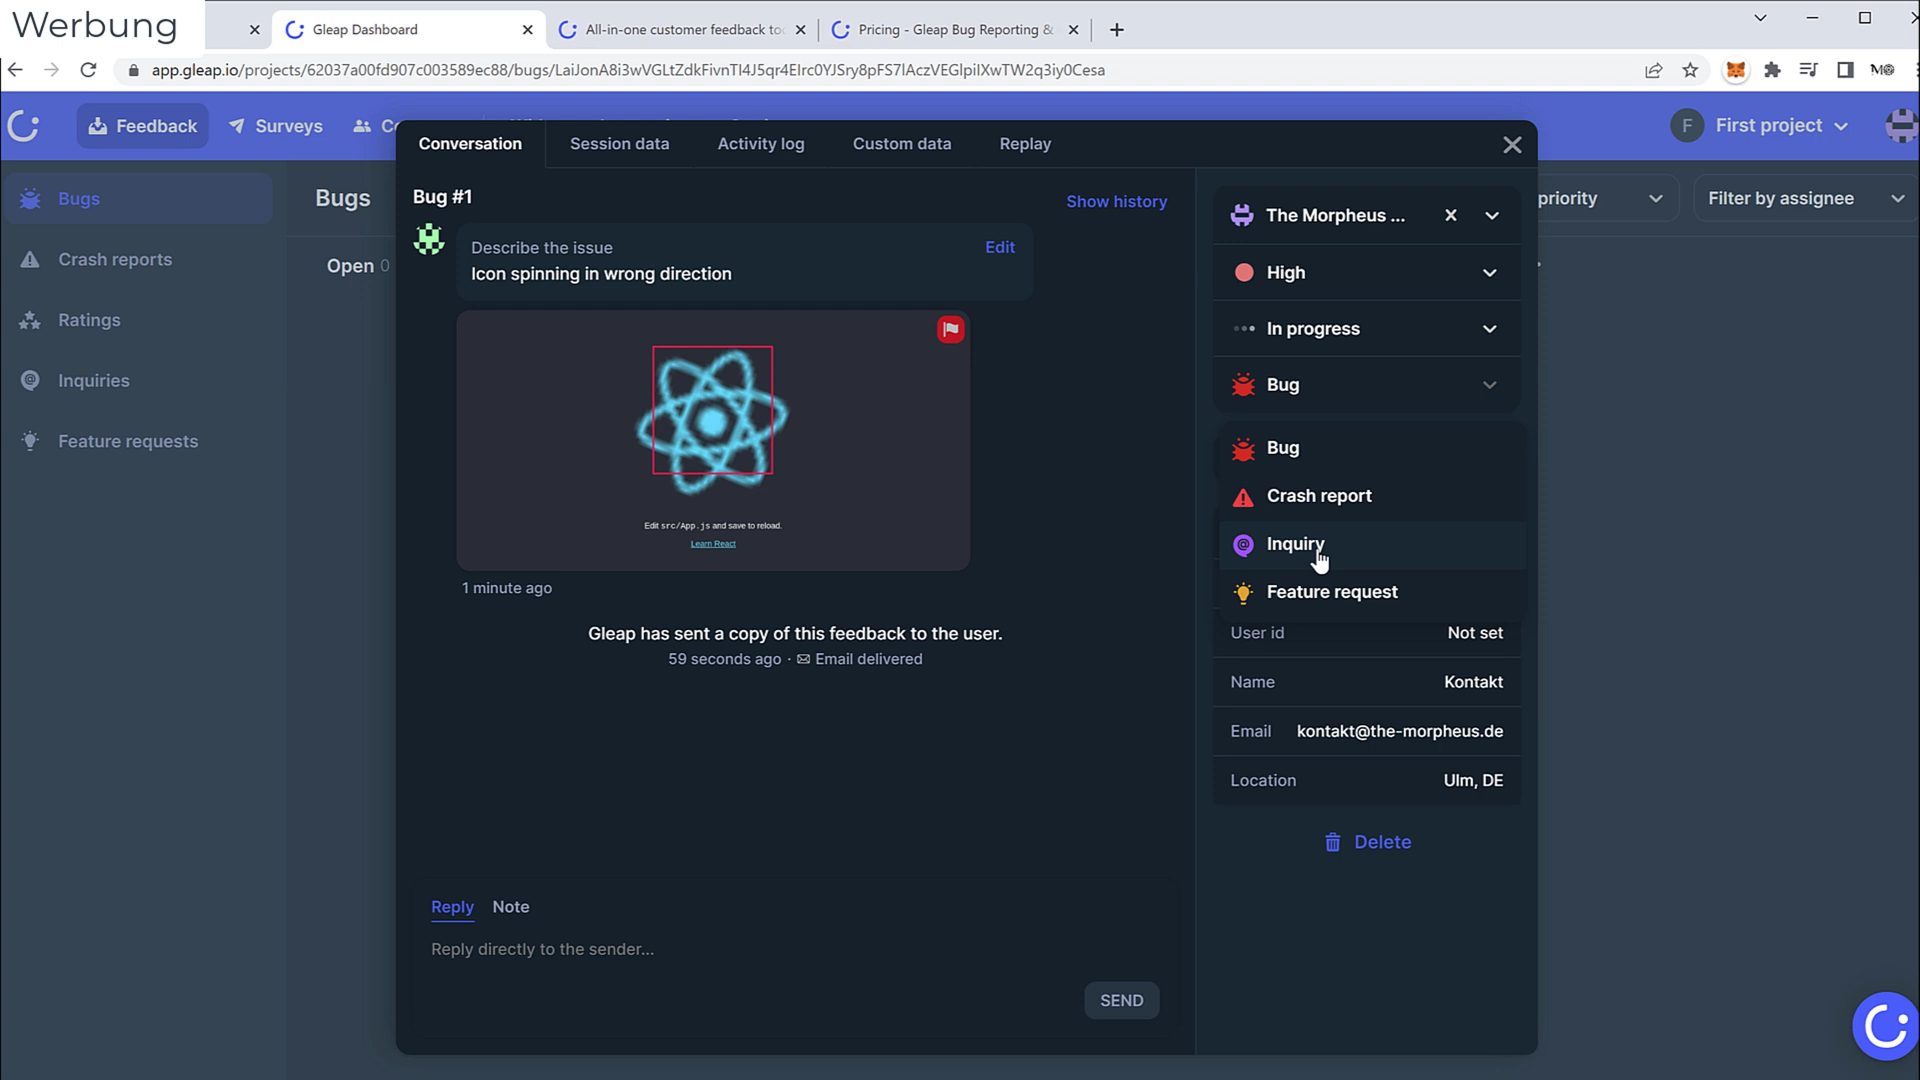 Werbung
Gleap Dashboard
All-in-one customer feedback to
Pricing - Gleap Bug Reporting &
app.gleap.io/projects/62037a00fd907c003589ec88/bugs/LaiJonA8i3wVGLtZdkFivnTI4J5qr4EIrc0YJSry8pFS7lAczVEGlpiIXwTW2q3iy0Cesa
Feedback
Surveys
F
First project
Conversation
Session data
Activity log
Custom data
Replay
Bugs
Crash reports
Ratings
Inquiries
Feature requests
Bugs
Open 0
priority
Filter by assignee
Bug #1
Show history
Describe the issue
Edit
Icon spinning in wrong direction
Edit src/App.js and save to reload.
Learn React
1 minute ago
Gleap has sent a copy of this feedback to the user.
59 seconds ago · Email delivered
Reply
Note
Reply directly to the sender...
SEND
The Morpheus ...
High
In progress
Bug
Bug
Crash report
Inquiry
Feature request
User id Not set
Name Kontakt
Email kontakt@the-morpheus.de
Location Ulm, DE
Delete